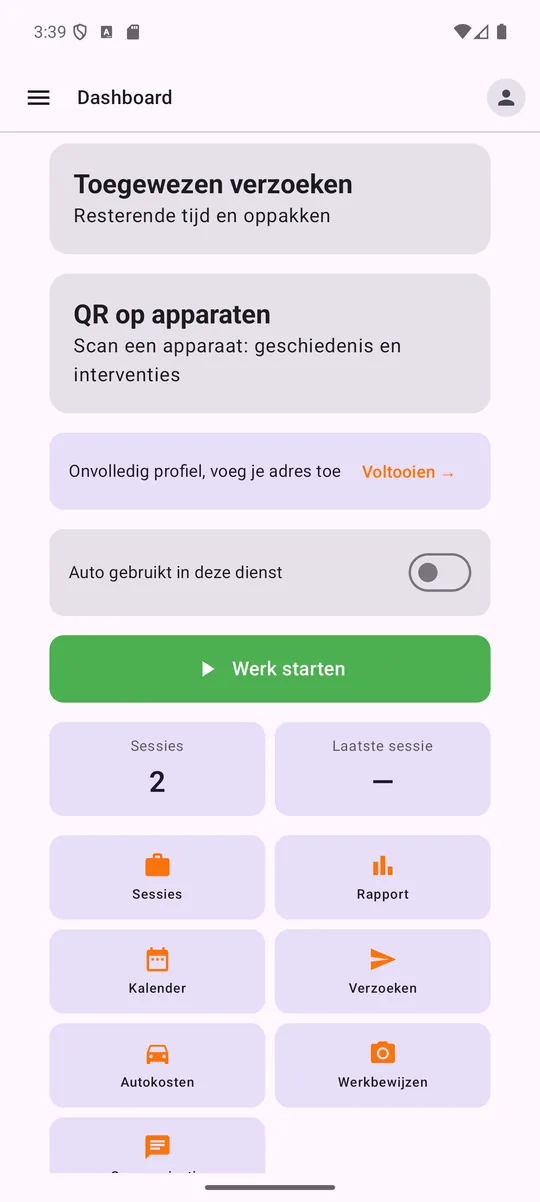 3:39
Dashboard
Toegewezen verzoeken
Resterende tijd en oppakken
QR op apparaten
Scan een apparaat: geschiedenis en
interventies
Onvolledig profiel, voeg je adres toe Voltooien →
Auto gebruikt in deze dienst
Werk starten
Sessies Laatste sessie
2 —
Sessies Rapport
Kalender Verzoeken
Autokosten Werkbewijzen